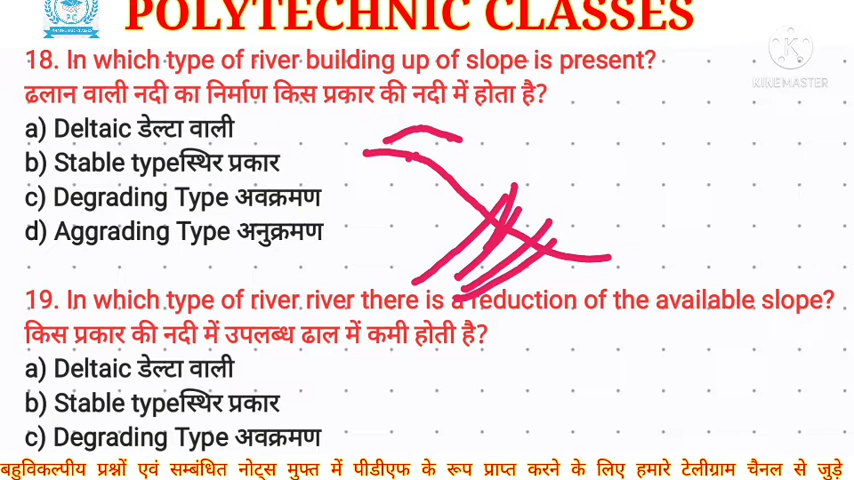 POLYTECHNIC CLASSES
18. In which type of river building up of slope is present?
ढलान वाली नदी का निर्माण किस प्रकार की नदी में होता है?
a) Deltaic डेल्टा वाली
b) Stable typeस्थिर प्रकार
c) Degrading Type अवक्रमण
d) Aggrading Type अनुक्रमण
KINEMASTER
19. In which type of river river there is a reduction of the available slope?
किस प्रकार की नदी में उपलब्ध ढाल में कमी होती है?
a) Deltaic डेल्टा वाली
b) Stable typeस्थिर प्रकार
c) Degrading Type अवक्रमण
बहुविकल्पीय प्रश्नों एवं सम्बंधित नोट्स मुफ्त में पीडीएफ के रूप प्राप्त करने के लिए हमारे टेलीग्राम चैनल से जुड़े